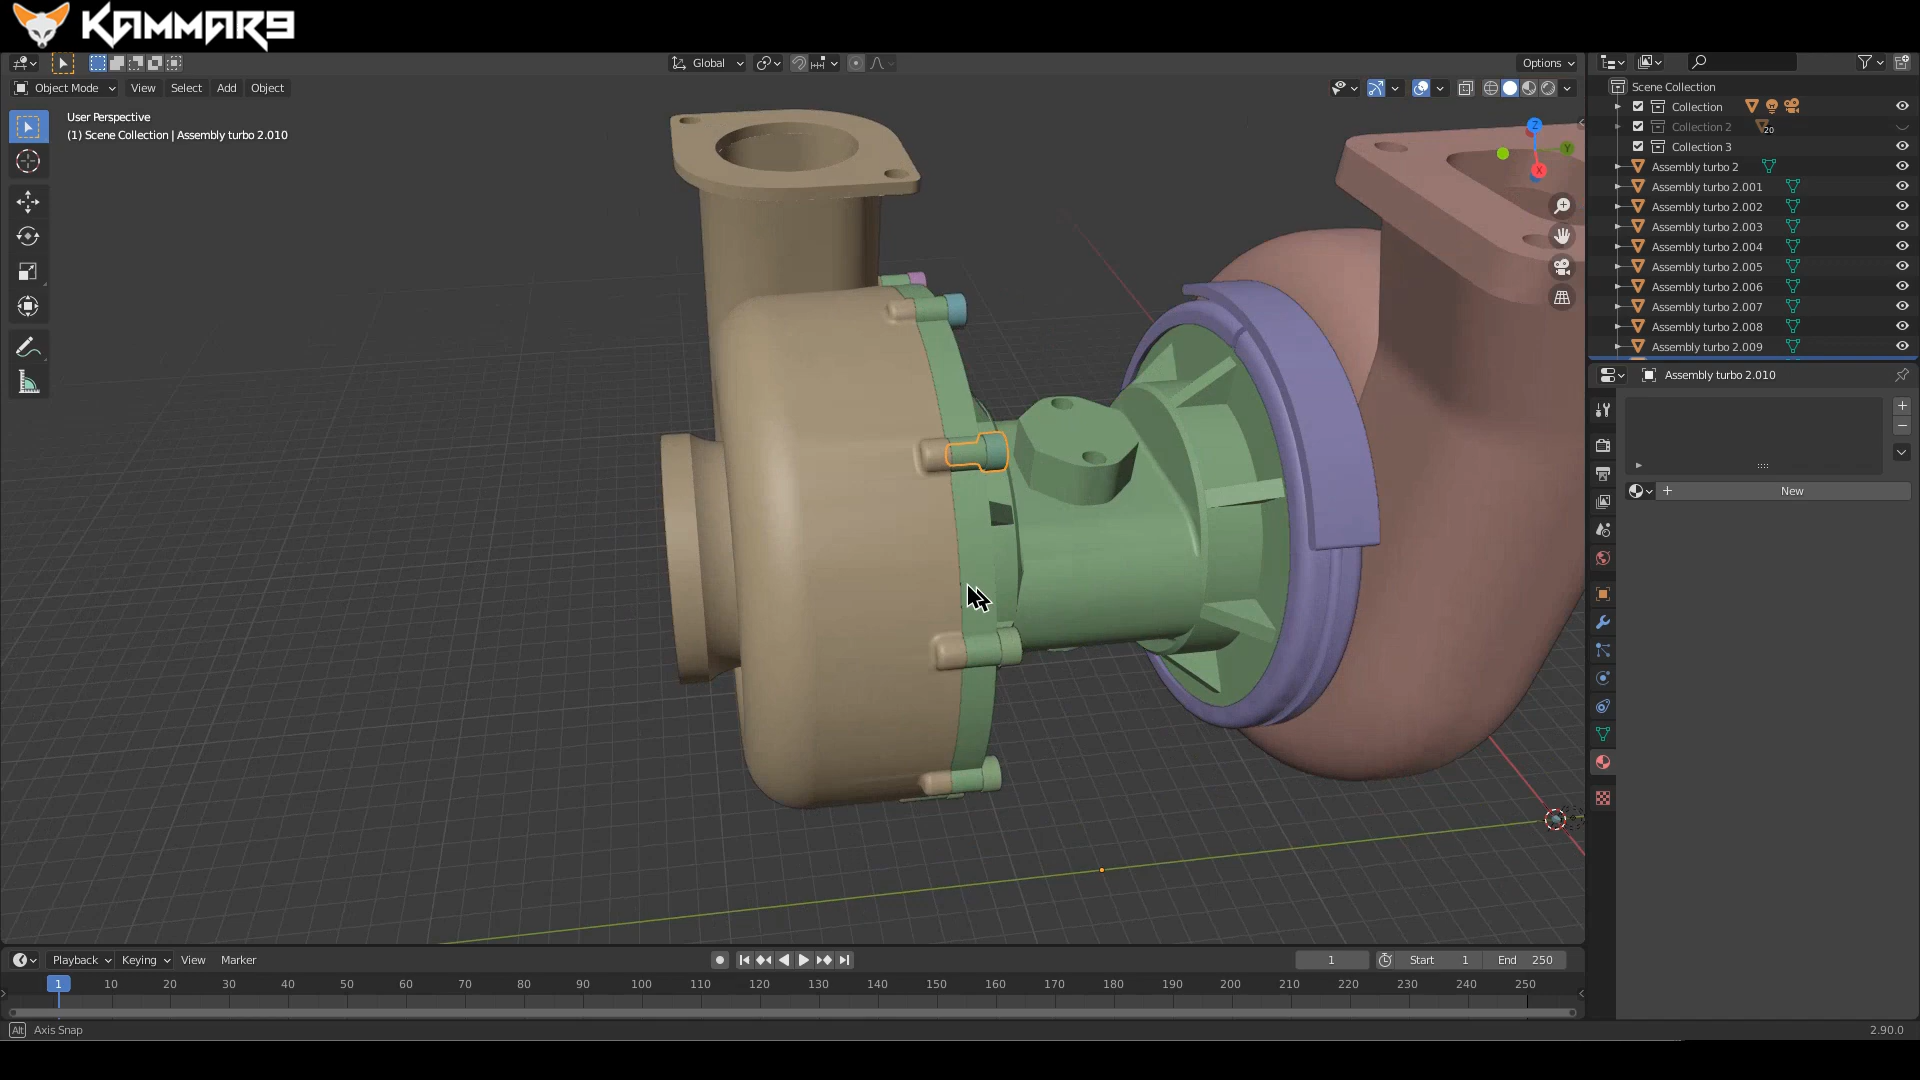 KAMMAR9
Global
Options
Object Mode
View
Select
Add
Object
User Perspective
(1) Scene Collection | Assembly turbo 2.010
Z
Y
X
Scene Collection
Collection
Collection 2
20
Collection 3
Assembly turbo 2
Assembly turbo 2.001
Assembly turbo 2.002
Assembly turbo 2.003
Assembly turbo 2.004
Assembly turbo 2.005
Assembly turbo 2.006
Assembly turbo 2.007
Assembly turbo 2.008
Assembly turbo 2.009
Assembly turbo 2.010
New
Playback
Keying
View
Marker
1
Start 1
End 250
1 10 20 30 40 50 60 70 80 90 100 110 120 130 140 150 160 170 180 190 200 210 220 230 240 250
Alt Axis Snap
2.90.0